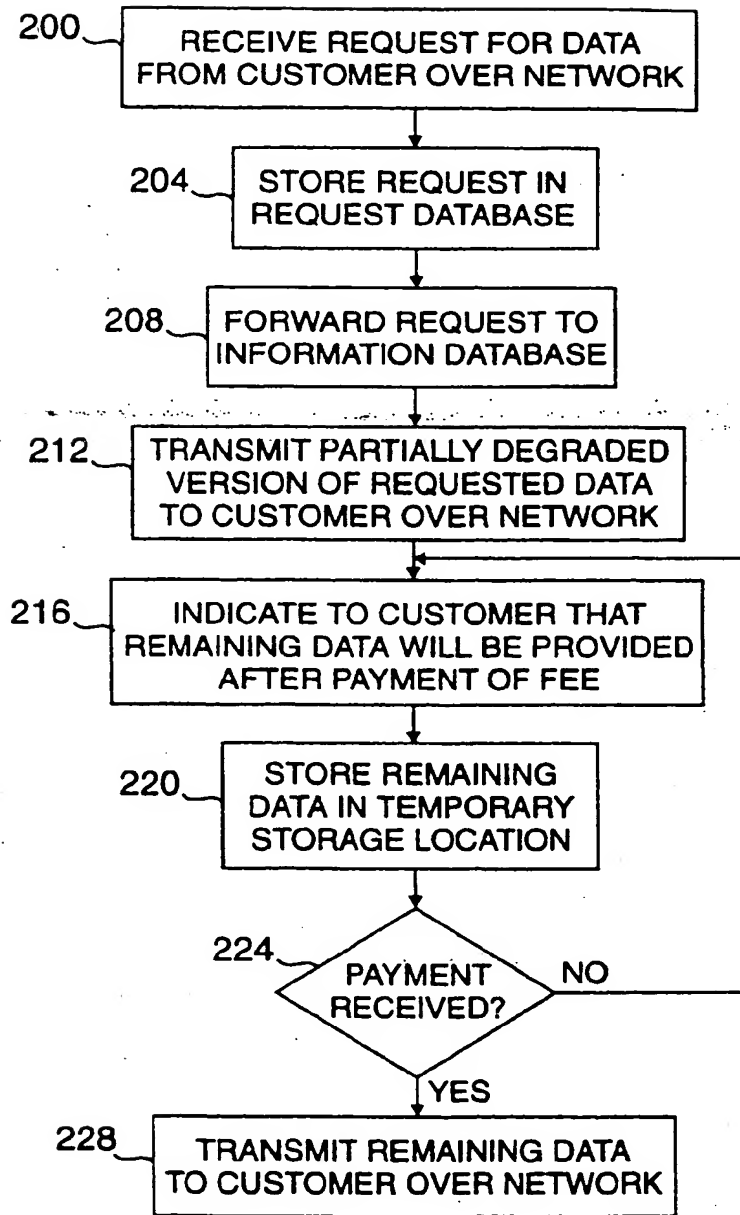 200
RECEIVE REQUEST FOR DATA
FROM CUSTOMER OVER NETWORK
204
STORE REQUEST IN
REQUEST DATABASE
208
FORWARD REQUEST TO
INFORMATION DATABASE
212
TRANSMIT PARTIALLY DEGRADED
VERSION OF REQUESTED DATA
TO CUSTOMER OVER NETWORK
216
INDICATE TO CUSTOMER THAT
REMAINING DATA WILL BE PROVIDED
AFTER PAYMENT OF FEE
220
STORE REMAINING
DATA IN TEMPORARY
STORAGE LOCATION
224
PAYMENT
RECEIVED?
NO
YES
228
TRANSMIT REMAINING DATA
TO CUSTOMER OVER NETWORK